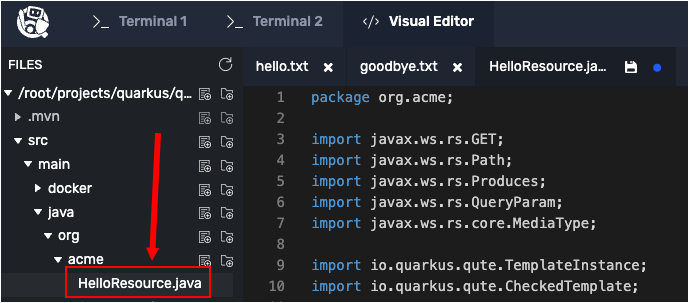 >_ Terminal 1
>_ Terminal 2
</> Visual Editor
FILES
/root/projects/quarkus/q...
.mvn
src
main
docker
java
org
acme
HelloResource.java
hello.txt ×
goodbye.txt ×
HelloResource.ja...
1 package org.acme;
2
3 import javax.ws.rs.GET;
4 import javax.ws.rs.Path;
5 import javax.ws.rs.Produces;
6 import javax.ws.rs.QueryParam;
7 import javax.ws.rs.core.MediaType;
8
9 import io.quarkus.qute.TemplateInstance;
10 import io.quarkus.qute.CheckedTemplate;